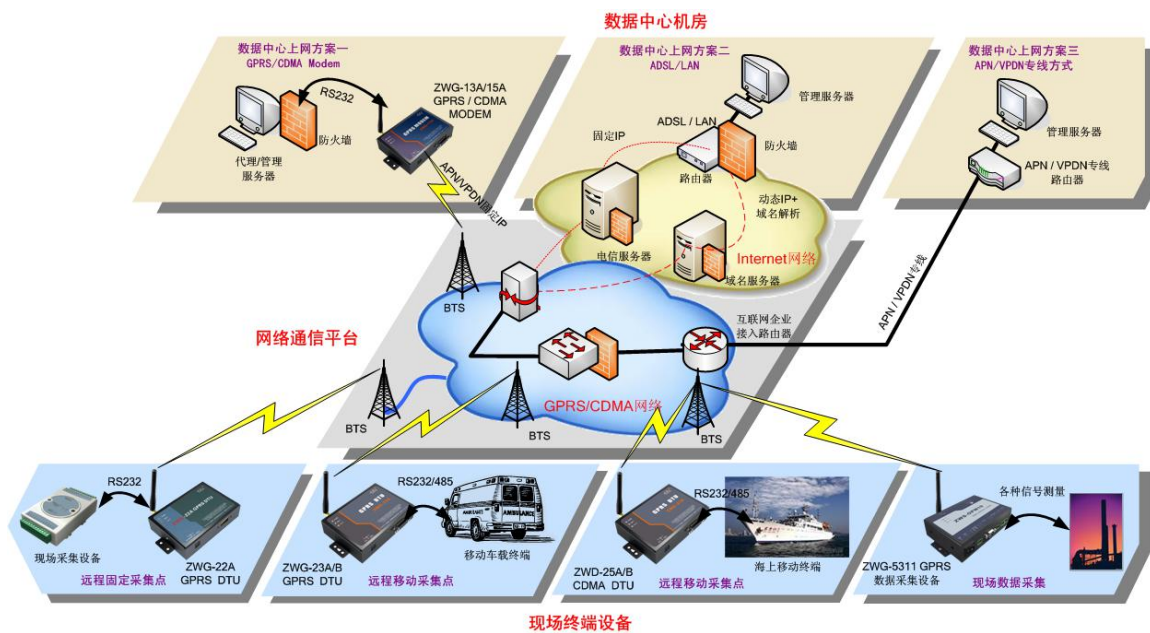 数据中心机房
数据中心上网方案一
GPRS/CDMA Modem
RS232
ZWG-13A/15A
GPRS / CDMA
MODEM
防火墙
代理/管理
服务器
APN/VPDN固定IP
数据中心上网方案二
ADSL/LAN
管理服务器
ADSL / LAN
固定IP
防火墙
路由器
动态IP+
域名解析
电信服务器
Internet网络
域名服务器
数据中心上网方案三
APN/VPDN专线方式
管理服务器
APN / VPDN专线
路由器
APN / VPDN专线
网络通信平台
BTS
互联网企业
接入路由器
GPRS/CDMA网络
BTS
BTS
BTS
RS232
现场采集设备
ZWG-22A
GPRS DTU
远程固定采集点
RS232/485
移动车载终端
AMBULANCE
ZWG-23A/B
GPRS DTU
远程移动采集点
RS232/485
海上移动终端
ZWD-25A/B
CDMA DTU
远程移动采集点
各种信号测量
ZWG-5311 GPRS
数据采集设备
现场数据采集
现场终端设备